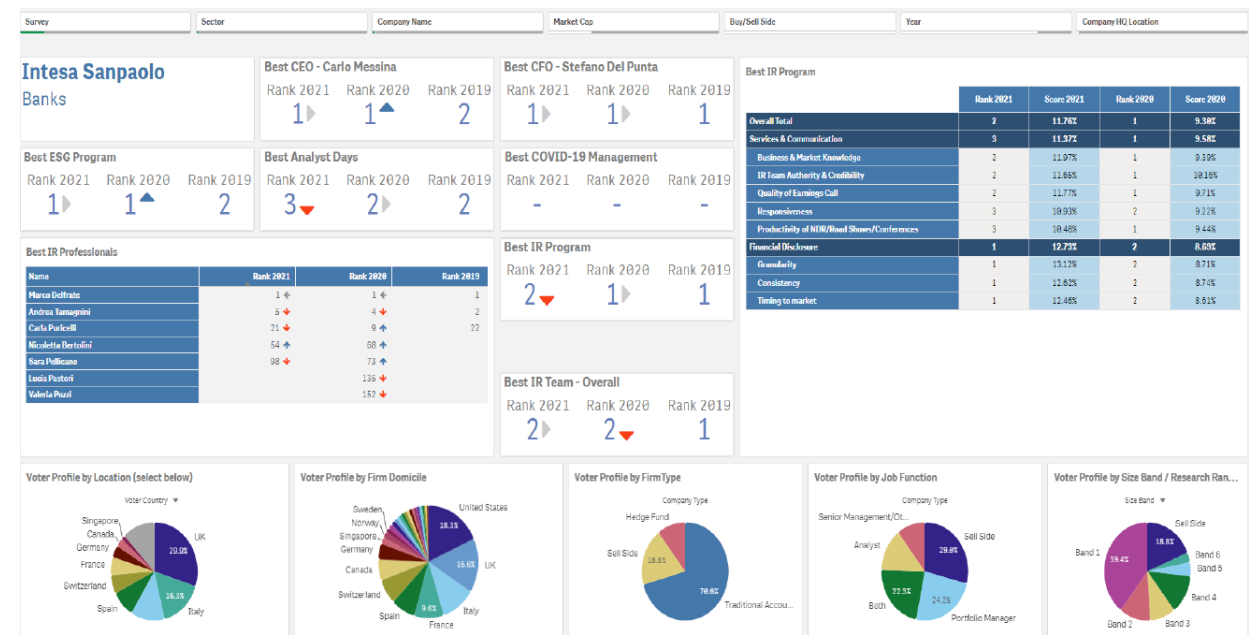 Survey Sector Company Name Market Cap Buy/Sell Side Year Company HQ Location
Intesa Sanpaolo
Banks
Best CEO - Carlo Messina
Rank 2021 Rank 2020 Rank 2019
1 1 2
Best CFO - Stefano Del Punta
Rank 2021 Rank 2020 Rank 2019
1 1 1
Best ESG Program
Rank 2021 Rank 2020 Rank 2019
1 1 2
Best Analyst Days
Rank 2021 Rank 2020 Rank 2019
3 2 2
Best COVID-19 Management
Rank 2021 Rank 2020 Rank 2019
- - -
Best IR Professionals
Name Rank 2021 Rank 2020 Rank 2019
Marco Delfrate 1 1 1
Andrea Tamagnini 5 4 2
Carla Puricelli 21 9 22
Nicoletta Bertolini 54 68 
Sara Pellicano 98 73
Lucia Pastori 135
Valeria Pozzi 152
Best IR Program
Rank 2021 Rank 2020 Rank 2019
2 1 1
Best IR Team - Overall
Rank 2021 Rank 2020 Rank 2019
2 2 1
Best IR Program
Rank 2021 Score 2021 Rank 2020 Score 2020
Overall Total 2 11.76% 1 9.30%
Services & Communication 3 11.37% 1 9.58%
Business & Market Knowledge 2 11.97% 1 9.39%
IR Team Authority & Credibility 2 11.66% 1 10.16%
Quality of Earnings Call 2 11.77% 1 9.71%
Responsiveness 3 10.93% 2 9.22%
Productivity of NDR/Road Shows/Conferences 3 10.48% 1 9.44%
Financial Disclosure 1 12.73% 2 8.69%
Granularity 1 13.12% 2 8.71%
Consistency 1 12.62% 2 8.74%
Timing to market 1 12.46% 2 8.61%
Voter Profile by Location (select below)
Voter Country
Singapore
Canada
Germany
France
Switzerland
Spain
Italy
UK
29.9%
16.3%
Voter Profile by Firm Domicile
Sweden
Norway
Singapore
Germany
Canada
Switzerland
Spain
France
Italy
UK
United States
18.3%
15.6%
9.6%
Voter Profile by FirmType
Company Type
Hedge Fund
Sell Side
Traditional Accou...
18.8%
70.6%
Voter Profile by Job Function
Company Type
Senior Management/Ot...
Analyst
Both
Portfolio Manager
Sell Side
29.8%
24.2%
22.3%
Voter Profile by Size Band / Research Ran...
Size Band
Sell Side
Band 6
Band 5
Band 4
Band 3
Band 2
Band 1
18.8%
39.4%